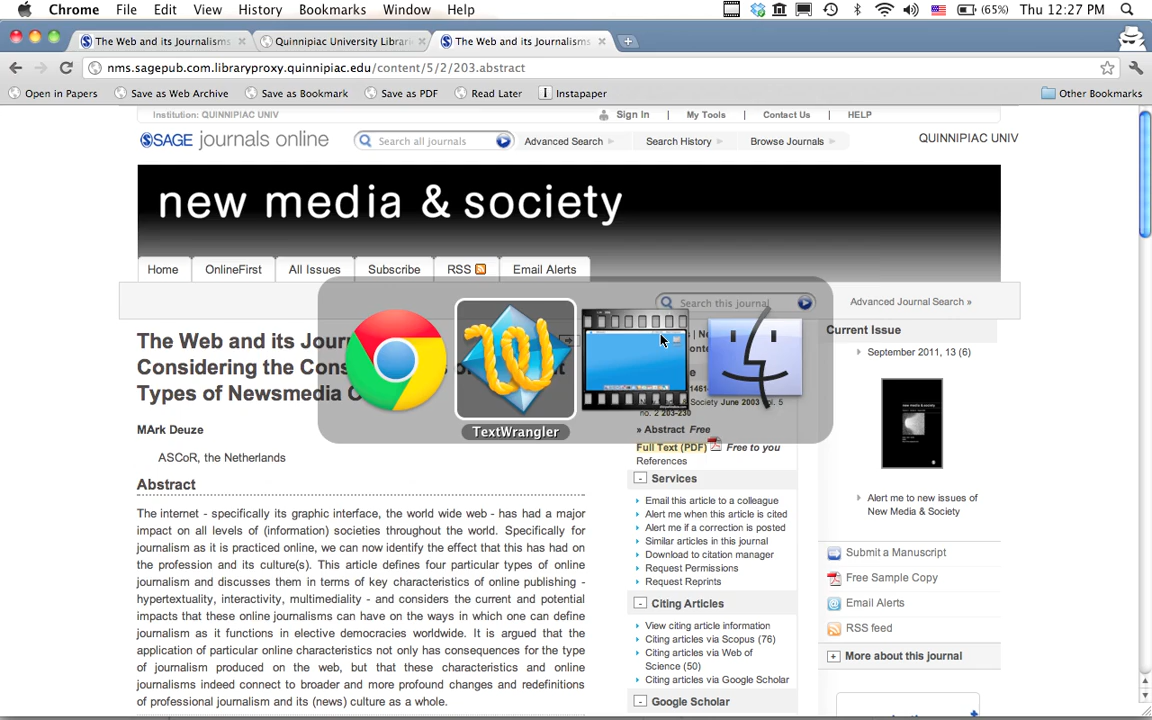 Chrome File Edit View History Bookmarks Window Help (65%) Thu 12:27 PM
The Web and its Journalisms Quinnipiac University Librar The Web and its Journalisms
nms.sagepub.com.libraryproxy.quinnipiac.edu/content/5/2/203.abstract
Open in Papers Save as Web Archive Save as Bookmark Save as PDF Read Later Instapaper Other Bookmarks
Institution: QUINNIPIAC UNIV Sign In My Tools Contact Us HELP
SAGE journals online Search all journals Advanced Search Search History Browse Journals QUINNIPIAC UNIV
new media & society
Home OnlineFirst All Issues Subscribe RSS Email Alerts
Search this journal Advanced Journal Search »
The Web and its Jour
Considering the Cons
Types of Newsmedia
MArk Deuze
ASCoR, the Netherlands
Abstract
The internet - specifically its graphic interface, the world wide web - has had a major
impact on all levels of (information) societies throughout the world. Specifically for
journalism as it is practiced online, we can now identify the effect that this has had on
the profession and its culture(s). This article defines four particular types of online
journalism and discusses them in terms of key characteristics of online publishing -
hypertextuality, interactivity, multimediality - and considers the current and potential
impacts that these online journalisms can have on the ways in which one can define
journalism as it functions in elective democracies worldwide. It is argued that the
application of particular online characteristics not only has consequences for the type
of journalism produced on the web, but that these characteristics and online
journalisms indeed connect to broader and more profound changes and redefinitions
of professional journalism and its (news) culture as a whole.
TextWrangler
& Society June 2003 vol. 5
no. 2 203-230
» Abstract Free
Full Text (PDF) Free to you
References
Services
Email this article to a colleague
Alert me when this article is cited
Alert me if a correction is posted
Similar articles in this journal
Download to citation manager
Request Permissions
Request Reprints
Citing Articles
View citing article information
Citing articles via Scopus (76)
Citing articles via Web of
Science (50)
Citing articles via Google Scholar
Google Scholar
Current Issue
September 2011, 13 (6)
new media & society
Alert me to new issues of
New Media & Society
Submit a Manuscript
Free Sample Copy
Email Alerts
RSS feed
More about this journal